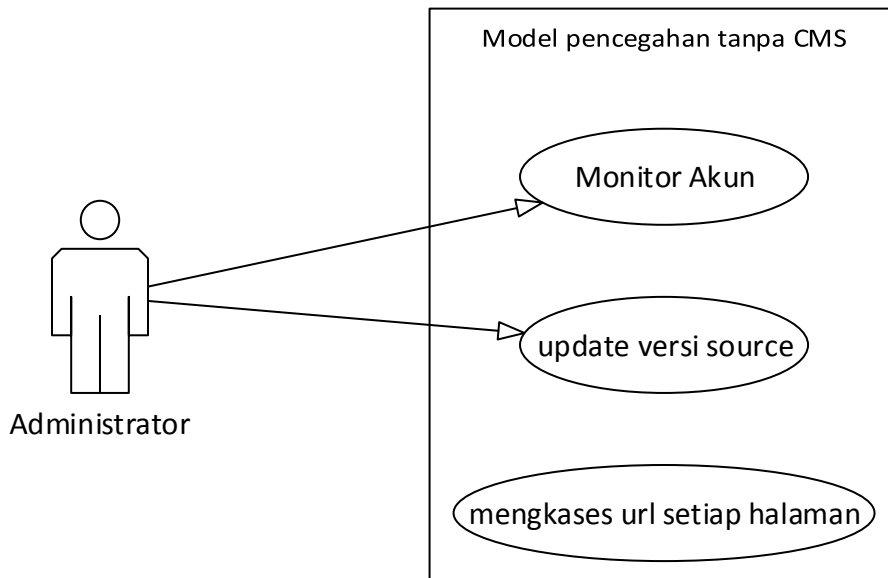 Model pencegahan tanpa CMS
Monitor Akun
update versi source
Administrator
mengkases url setiap halaman